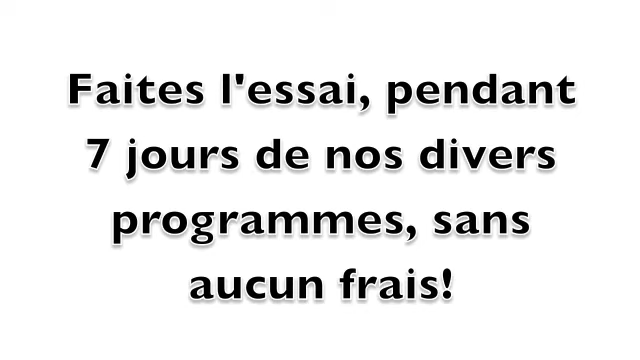 Faites l'essai, pendant
7 jours de nos divers
programmes, sans
aucun frais!